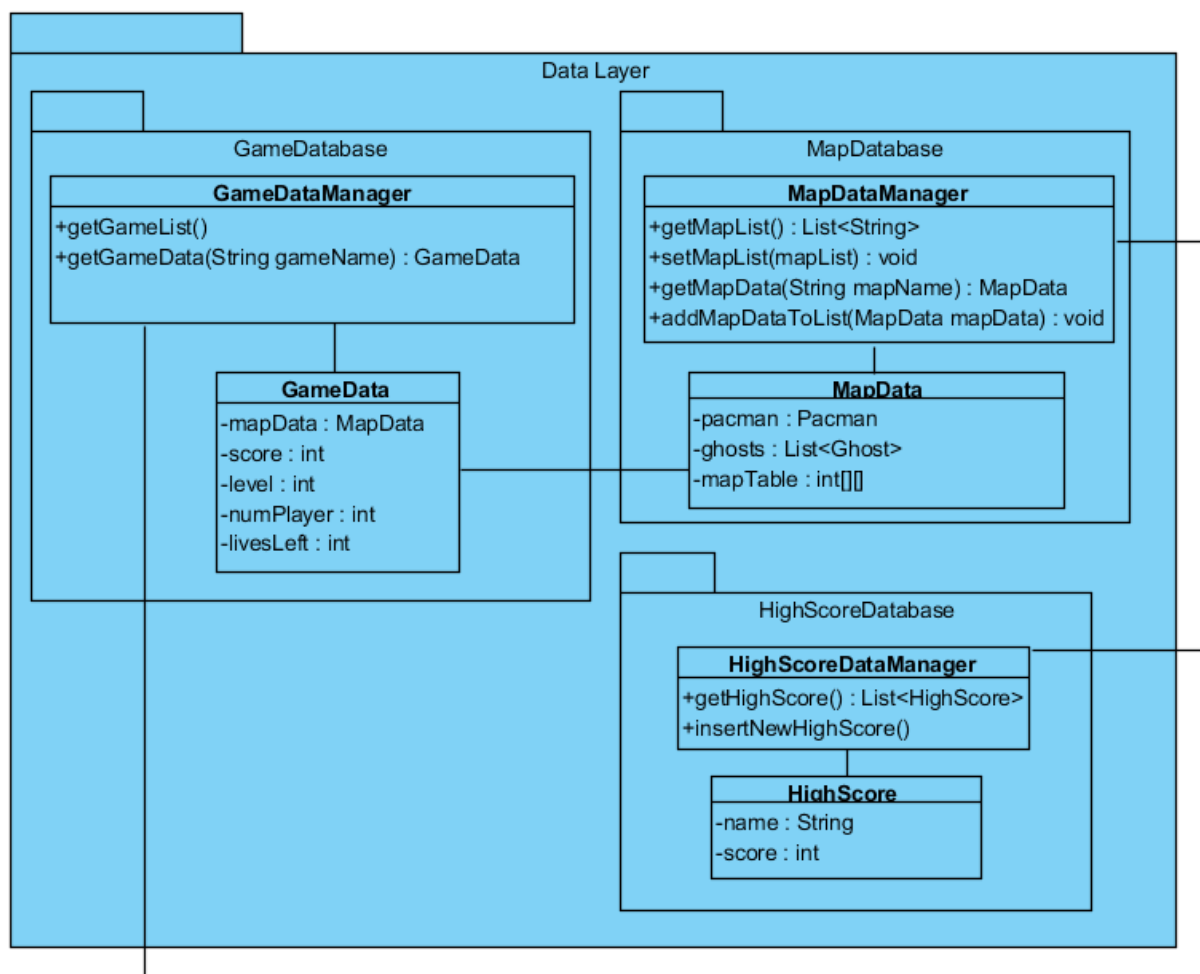 Data Layer
GameDatabase
GameDataManager
+getGameList()
+getGameData(String gameName) : GameData
GameData
-mapData : MapData
-score : int
-level : int
-numPlayer : int
-livesLeft : int
MapDatabase
MapDataManager
+getMapList() : List<String>
+setMapList(mapList) : void
+getMapData(String mapName) : MapData
+addMapDataToList(MapData mapData) : void
MapData
-pacman : Pacman
-ghosts : List<Ghost>
-mapTable : int[][]
HighScoreDatabase
HighScoreDataManager
+getHighScore() : List<HighScore>
+insertNewHighScore()
HighScore
-name : String
-score : int